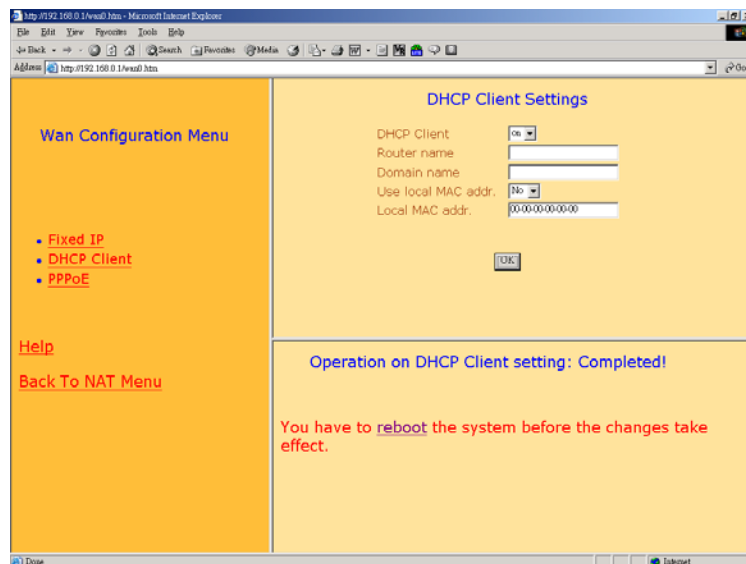 http://192.168.0.1/wan0.htm - Microsoft Internet Explorer
File Edit View Favorites Tools Help
Back Search Favorites Media
Address http://192.168.0.1/wan0.htm Go
Wan Configuration Menu
• Fixed IP
• DHCP Client
• PPPoE
Help
Back To NAT Menu
DHCP Client Settings
DHCP Client on
Router name
Domain name
Use local MAC addr. No
Local MAC addr. 00-00-00-00-00-00
OK
Operation on DHCP Client setting: Completed!
You have to reboot the system before the changes take
effect.
Done Internet